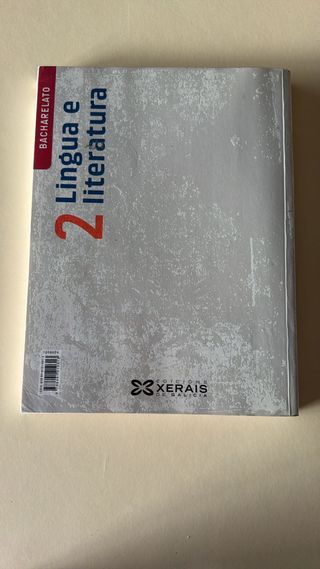 BACHARELATO
2 Lingua e
literatura
EDICIÓNS
XERAIS
DE GALICIA